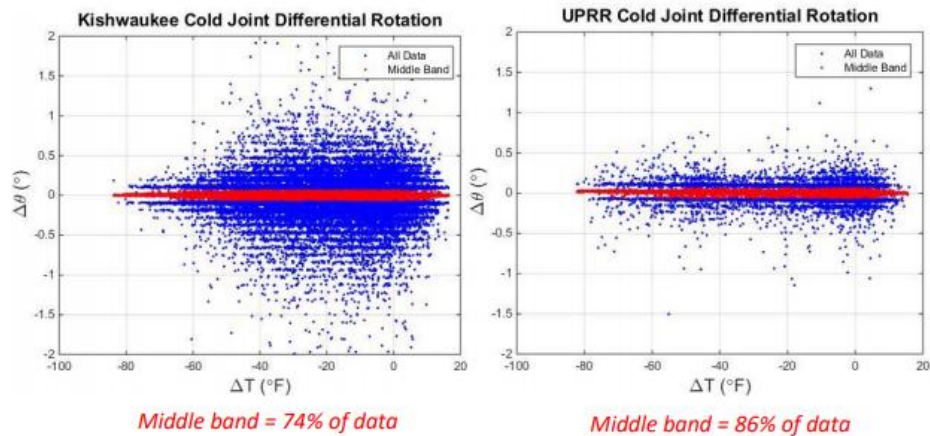 Kishwaukee Cold Joint Differential Rotation
2
1.5
1
0.5
0
-0.5
-1
-1.5
-2
Δθ (°)
All Data
Middle Band
-100
-80
-60
-40
-20
0
20
ΔT (°F)
Middle band = 74% of data
UPRR Cold Joint Differential Rotation
2
1.5
1
0.5
0
-0.5
-1
-1.5
-2
Δθ (°)
All Data
Middle Band
-100
-80
-60
-40
-20
0
20
ΔT (°F)
Middle band = 86% of data